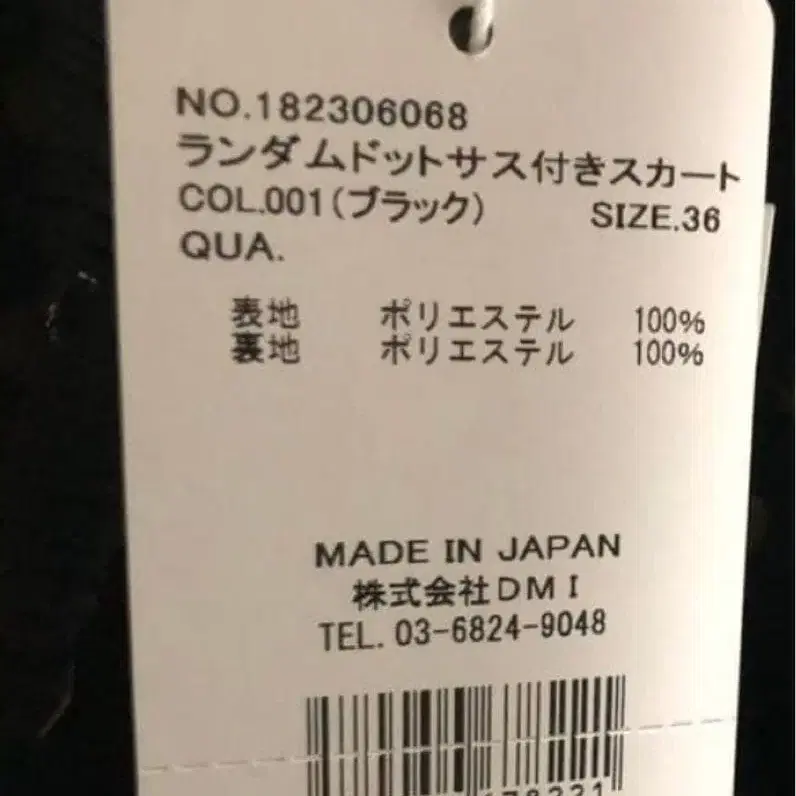 NO.182306068
ランダムドットサス付きスカート
COL.001(ブラック) SIZE.36
QUA.
表地 ポリエステル 100%
裏地 ポリエステル 100%
MADE IN JAPAN
株式会社DMI
TEL. 03-6824-9048